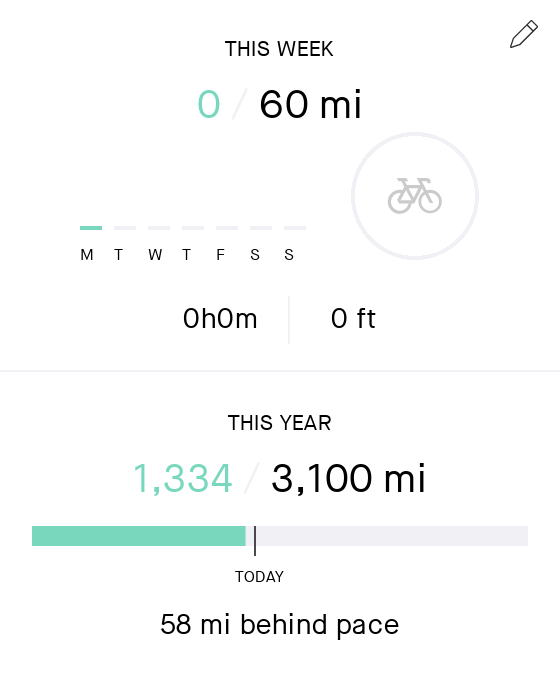 THIS WEEK
0 / 60 mi
M T W T F S S
0h0m 0 ft
THIS YEAR
1,334 / 3,100 mi
TODAY
58 mi behind pace